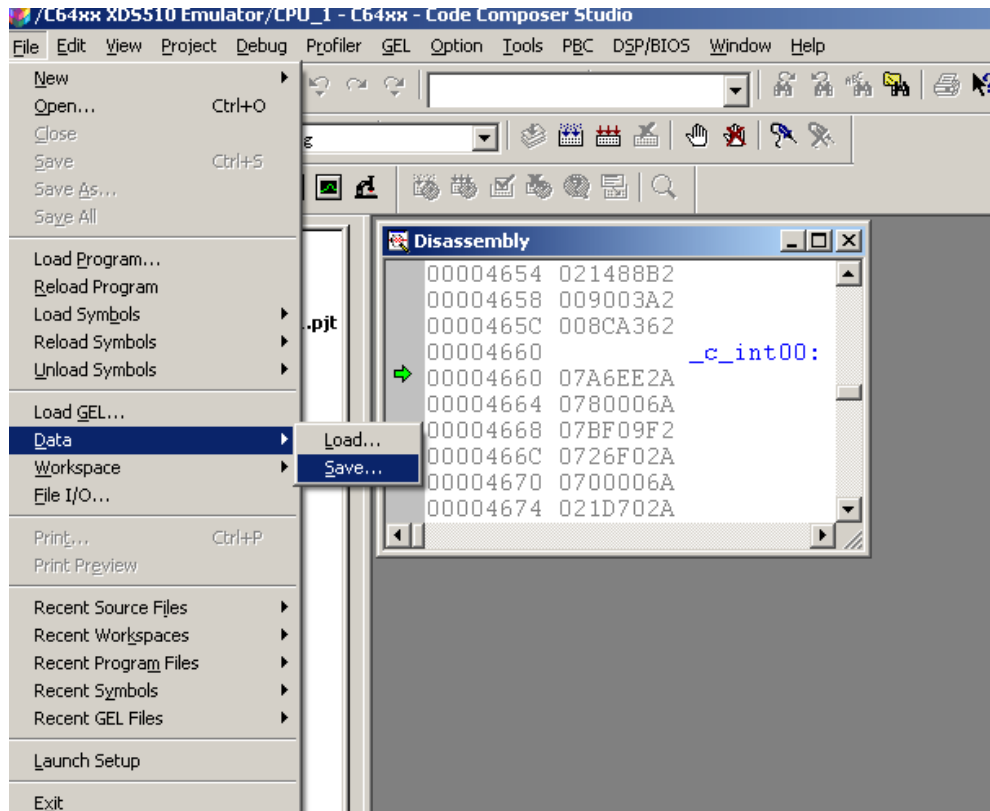 /C64xx XDS510 Emulator/CPU_1 - C64xx - Code Composer Studio
File Edit View Project Debug Profiler GEL Option Tools PBC DSP/BIOS Window Help
New
Open... Ctrl+O
Close
Save Ctrl+S
Save As...
Save All
Load Program...
Reload Program
Load Symbols
Reload Symbols
Unload Symbols
Load GEL...
Data
Workspace
File I/O...
Print... Ctrl+P
Print Preview
Recent Source Files
Recent Workspaces
Recent Program Files
Recent Symbols
Recent GEL Files
Launch Setup
Exit
Load...
Save...
g
.pjt
Disassembly
00004654 021488B2
00004658 009003A2
0000465C 008CA362
00004660 _c_int00:
00004660 07A6EE2A
00004664 0780006A
00004668 07BF09F2
0000466C 0726F02A
00004670 0700006A
00004674 021D702A